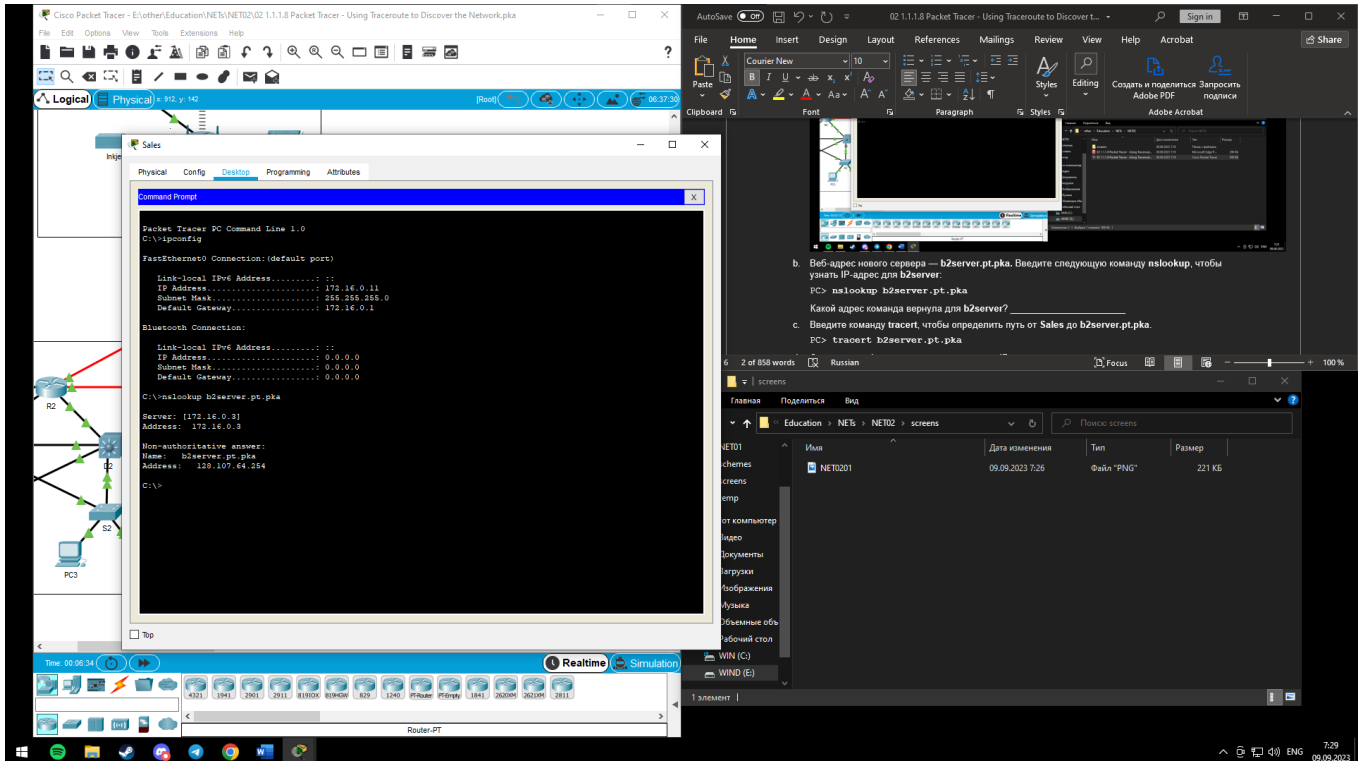 Cisco Packet Tracer - E:\other\Education\NETs\NET02\02 1.1.1.8 Packet Tracer - Using Traceroute to Discover the Network.pka
File Edit Options View Tools Extensions Help
?
Logical Physical x: 912, y: 142 [Root] 06:37:30
Inkje
R2
D2
S2
PC3
Sales
Physical Config Desktop Programming Attributes
Command Prompt X
Packet Tracer PC Command Line 1.0
C:\>ipconfig
FastEthernet0 Connection:(default port)
Link-local IPv6 Address.........: ::
IP Address......................: 172.16.0.11
Subnet Mask.....................: 255.255.255.0
Default Gateway.................: 172.16.0.1
Bluetooth Connection:
Link-local IPv6 Address.........: ::
IP Address......................: 0.0.0.0
Subnet Mask.....................: 0.0.0.0
Default Gateway.................: 0.0.0.0
C:\>nslookup b2server.pt.pka
Server: [172.16.0.3]
Address: 172.16.0.3
Non-authoritative answer:
Name: b2server.pt.pka
Address: 128.107.64.254
C:\>
Top
Time: 00:06:34 Realtime Simulation
4321 1941 2901 2911 819IOX 819HGW 829 1240 PT-Router PT-Empty 1841 2620XM 2621XM 2811
Router-PT
AutoSave Off 02 1.1.1.8 Packet Tracer - Using Traceroute to Discover t... Sign in
File Home Insert Design Layout References Mailings Review View Help Acrobat Share
Paste Courier New 10 Styles Editing Создать и поделиться Adobe PDF Запросить подписи
Clipboard Font Paragraph Styles Adobe Acrobat
b. Веб-адрес нового сервера — b2server.pt.pka. Введите следующую команду nslookup, чтобы
узнать IP-адрес для b2server:
PC> nslookup b2server.pt.pka
Какой адрес команда вернула для b2server? ____________________
c. Введите команду tracert, чтобы определить путь от Sales до b2server.pt.pka.
PC> tracert b2server.pt.pka
6 2 of 858 words Russian Focus 100 %
screens
Главная Поделиться Вид
Education > NETs > NET02 > screens Поиск: screens
Имя Дата изменения Тип Размер
NET0201 09.09.2023 7:26 Файл "PNG" 221 КБ
NET01
chemes
creens
emp
от компьютер
Видео
Документы
Загрузки
Изображения
Музыка
Объемные объ
Рабочий стол
WIN (C:)
WIND (E:)
1 элемент
ENG 7:29
09.09.2023